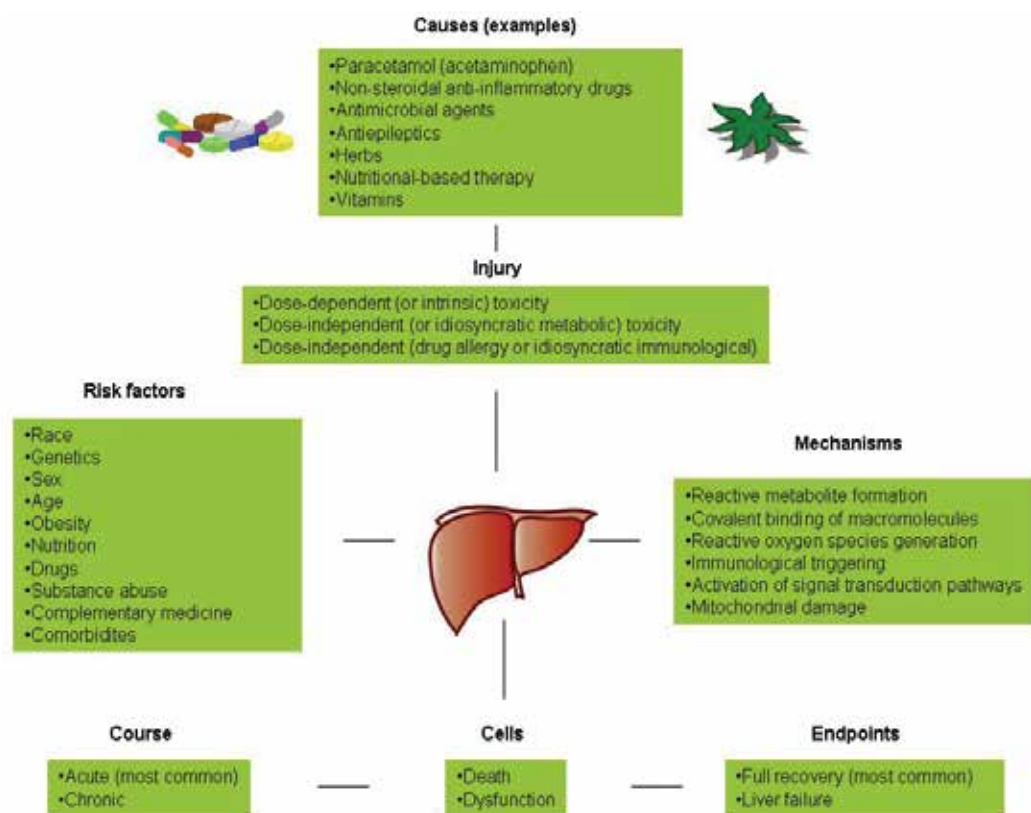 Causes (examples)
•Paracetamol (acetaminophen)
•Non-steroidal anti-inflammatory drugs
•Antimicrobial agents
•Antiepileptics
•Herbs
•Nutritional-based therapy
•Vitamins
Injury
•Dose-dependent (or intrinsic) toxicity
•Dose-independent (or idiosyncratic metabolic) toxicity
•Dose-independent (drug allergy or idiosyncratic immunological)
Risk factors
•Race
•Genetics
•Sex
•Age
•Obesity
•Nutrition
•Drugs
•Substance abuse
•Complementary medicine
•Comorbidites
Mechanisms
•Reactive metabolite formation
•Covalent binding of macromolecules
•Reactive oxygen species generation
•Immunological triggering
•Activation of signal transduction pathways
•Mitochondrial damage
Course
•Acute (most common)
•Chronic
Cells
•Death
•Dysfunction
Endpoints
•Full recovery (most common)
•Liver failure